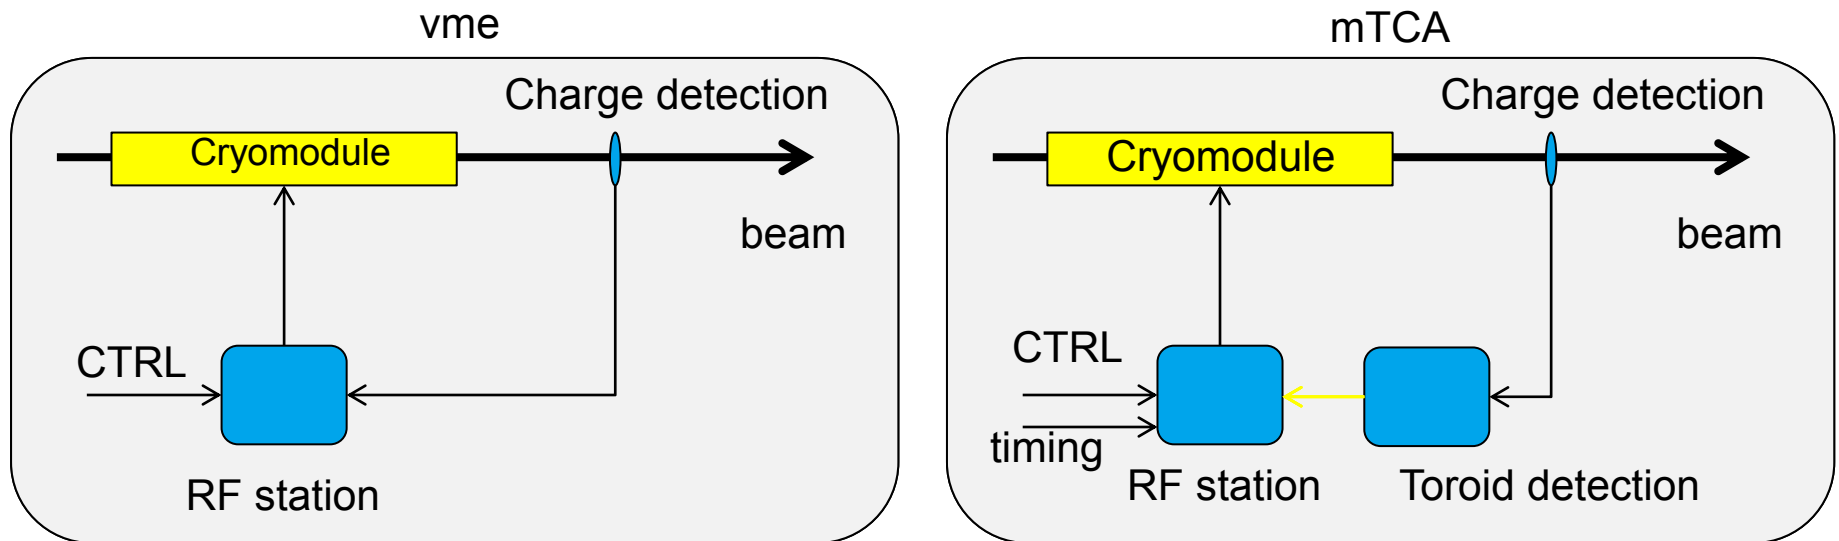 vme
Charge detection
Cryomodule
beam
CTRL
RF station
mTCA
Charge detection
Cryomodule
beam
CTRL
timing
RF station
Toroid detection